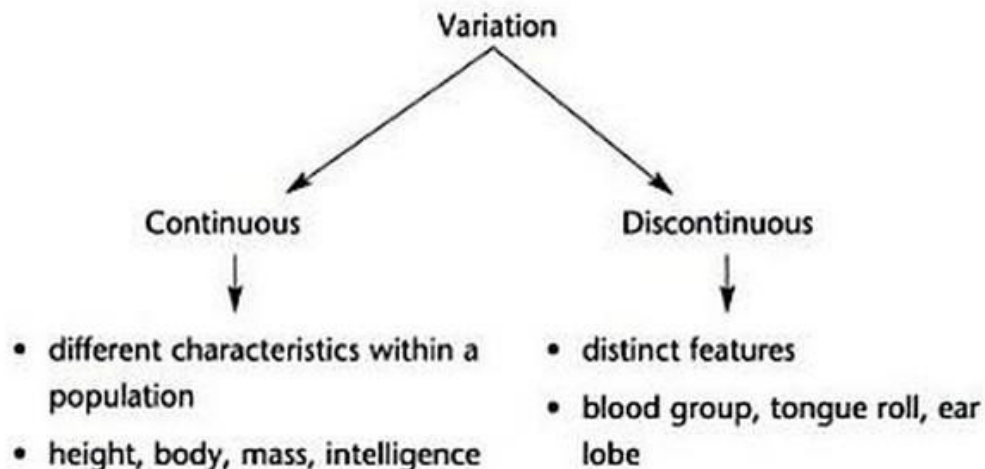 Variation
Continuous
Discontinuous
• different characteristics within a
population
• height, body, mass, intelligence
• distinct features
• blood group, tongue roll, ear
lobe